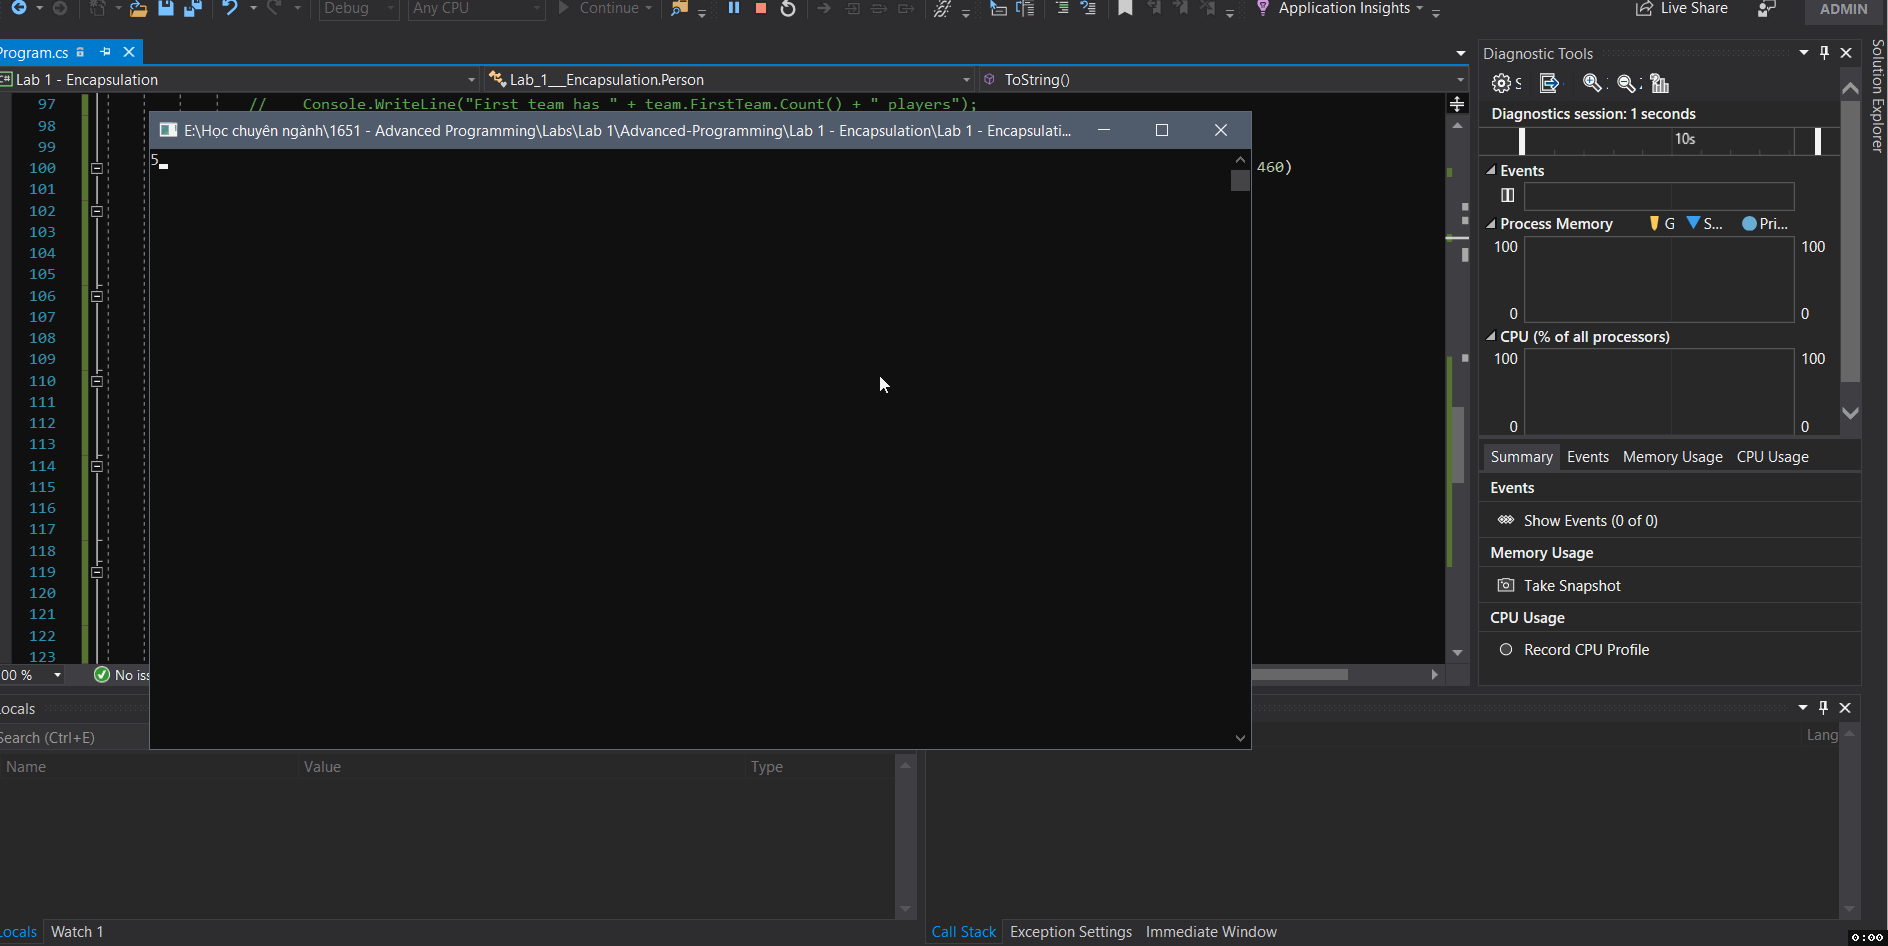 Debug Any CPU Continue Application Insights Live Share ADMIN
Program.cs
Lab 1 - Encapsulation Lab_1__Encapsulation.Person ToString()
97 // Console.WriteLine("First team has " + team.FirstTeam.Count() + " players");
98
99
100 460)
101
102
103
104
105
106
107
108
109
110
111
112
113
114
115
116
117
118
119
120
121
122
123
E:\Học chuyên ngành\1651 - Advanced Programming\Labs\Lab 1\Advanced-Programming\Lab 1 - Encapsulation\Lab 1 - Encapsulati...
5
00 % No iss
Diagnostic Tools
S
Diagnostics session: 1 seconds
10s
Events
Process Memory G S... Pri...
100 100
0 0
CPU (% of all processors)
100 100
0 0
Summary Events Memory Usage CPU Usage
Events
Show Events (0 of 0)
Memory Usage
Take Snapshot
CPU Usage
Record CPU Profile
Solution Explorer
ocals
Search (Ctrl+E)
Name Value Type
Lang
ocals Watch 1
Call Stack Exception Settings Immediate Window
0:00